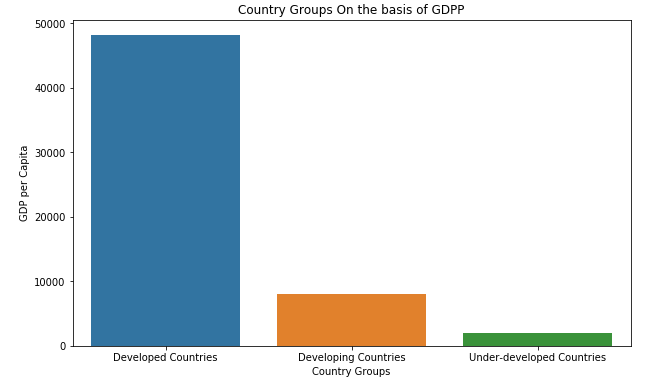 Country Groups On the basis of GDPP
50000
40000
30000
20000
10000
0
GDP per Capita
Developed Countries
Developing Countries
Under-developed Countries
Country Groups